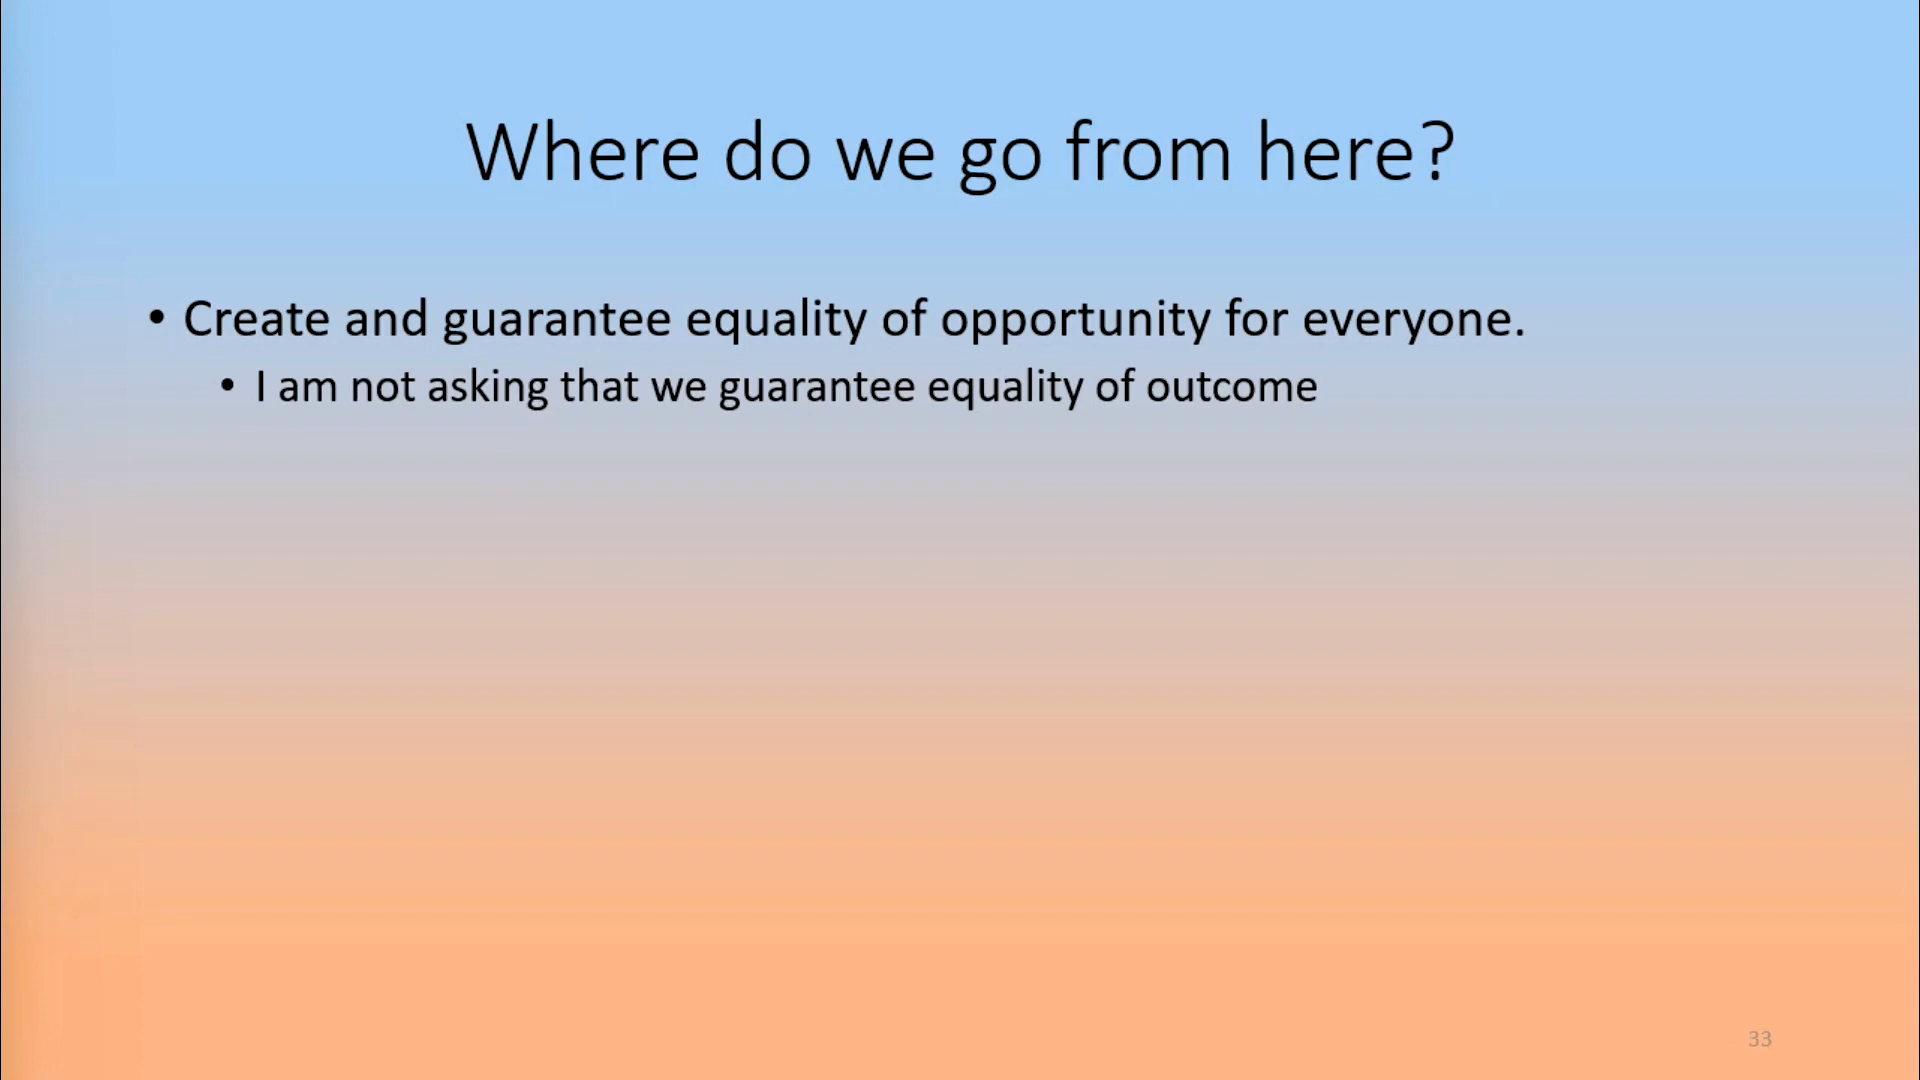 Where do we go from here?
• Create and guarantee equality of opportunity for everyone.
• I am not asking that we guarantee equality of outcome
33